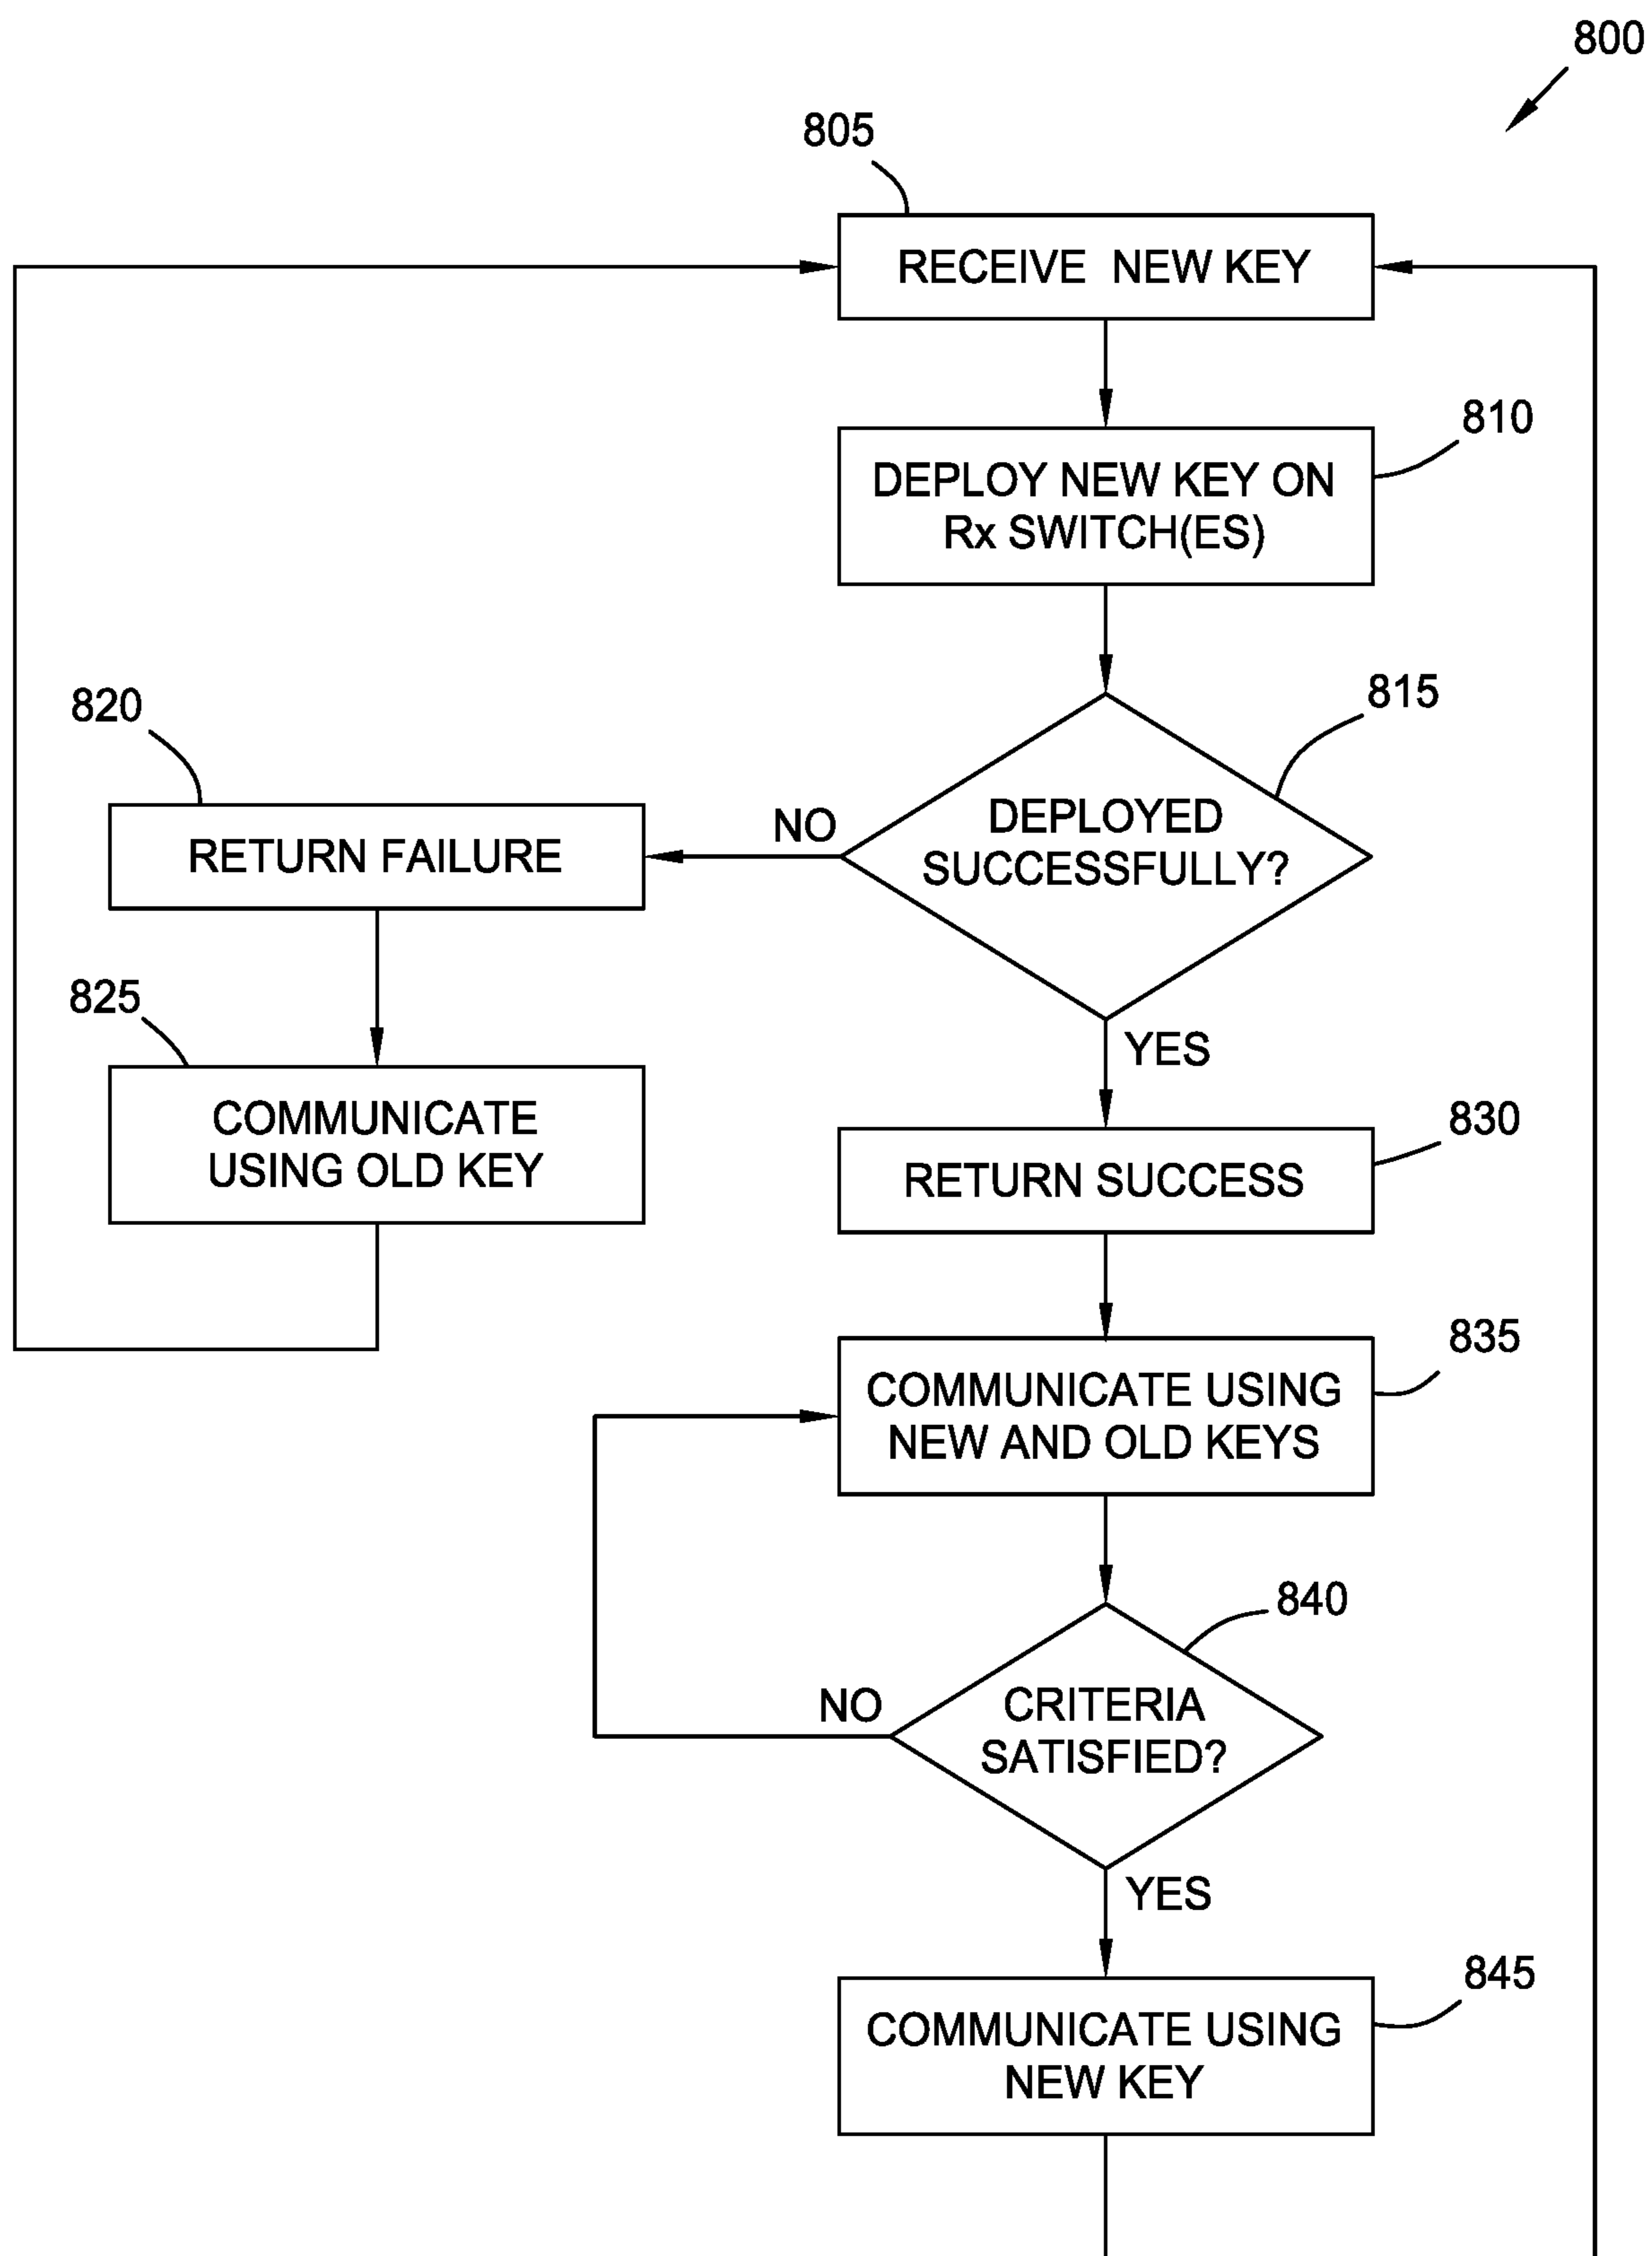 800
805
RECEIVE NEW KEY
810
DEPLOY NEW KEY ON
Rx SWITCH(ES)
815
DEPLOYED
SUCCESSFULLY?
NO
820
RETURN FAILURE
825
COMMUNICATE
USING OLD KEY
YES
830
RETURN SUCCESS
835
COMMUNICATE USING
NEW AND OLD KEYS
840
CRITERIA
SATISFIED?
NO
YES
845
COMMUNICATE USING
NEW KEY